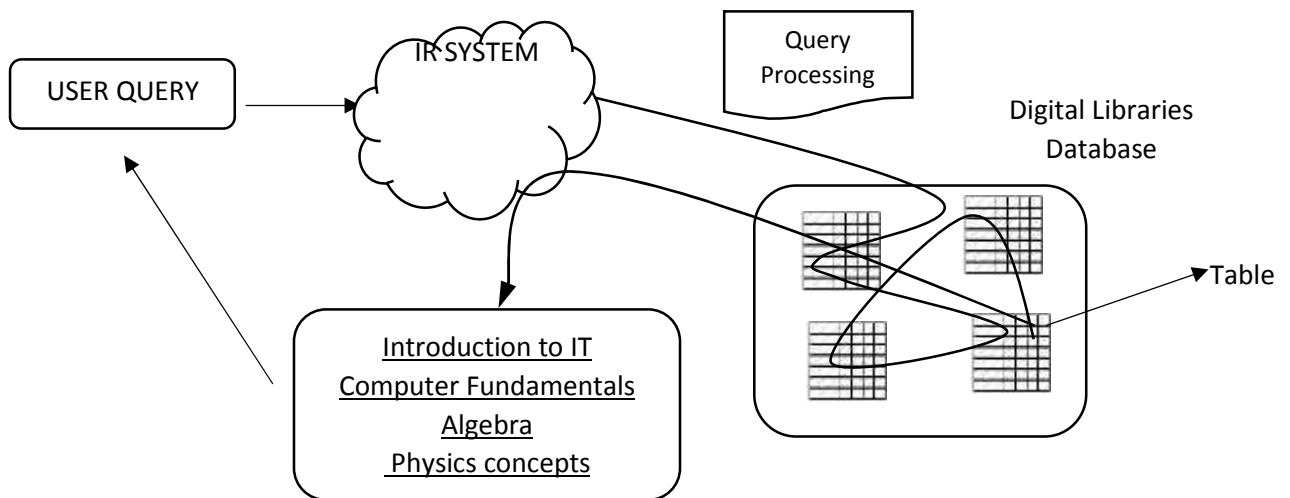 IR SYSTEM
USER QUERY
Query
Processing
Digital Libraries
Database
Table
Introduction to IT
Computer Fundamentals
Algebra
Physics concepts